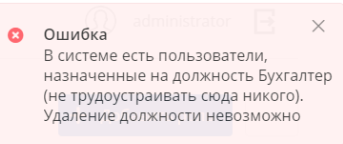 administrator
Ошибка
В системе есть пользователи,
назначенные на должность Бухгалтер
(не трудоустраивать сюда никого).
Удаление должности невозможно